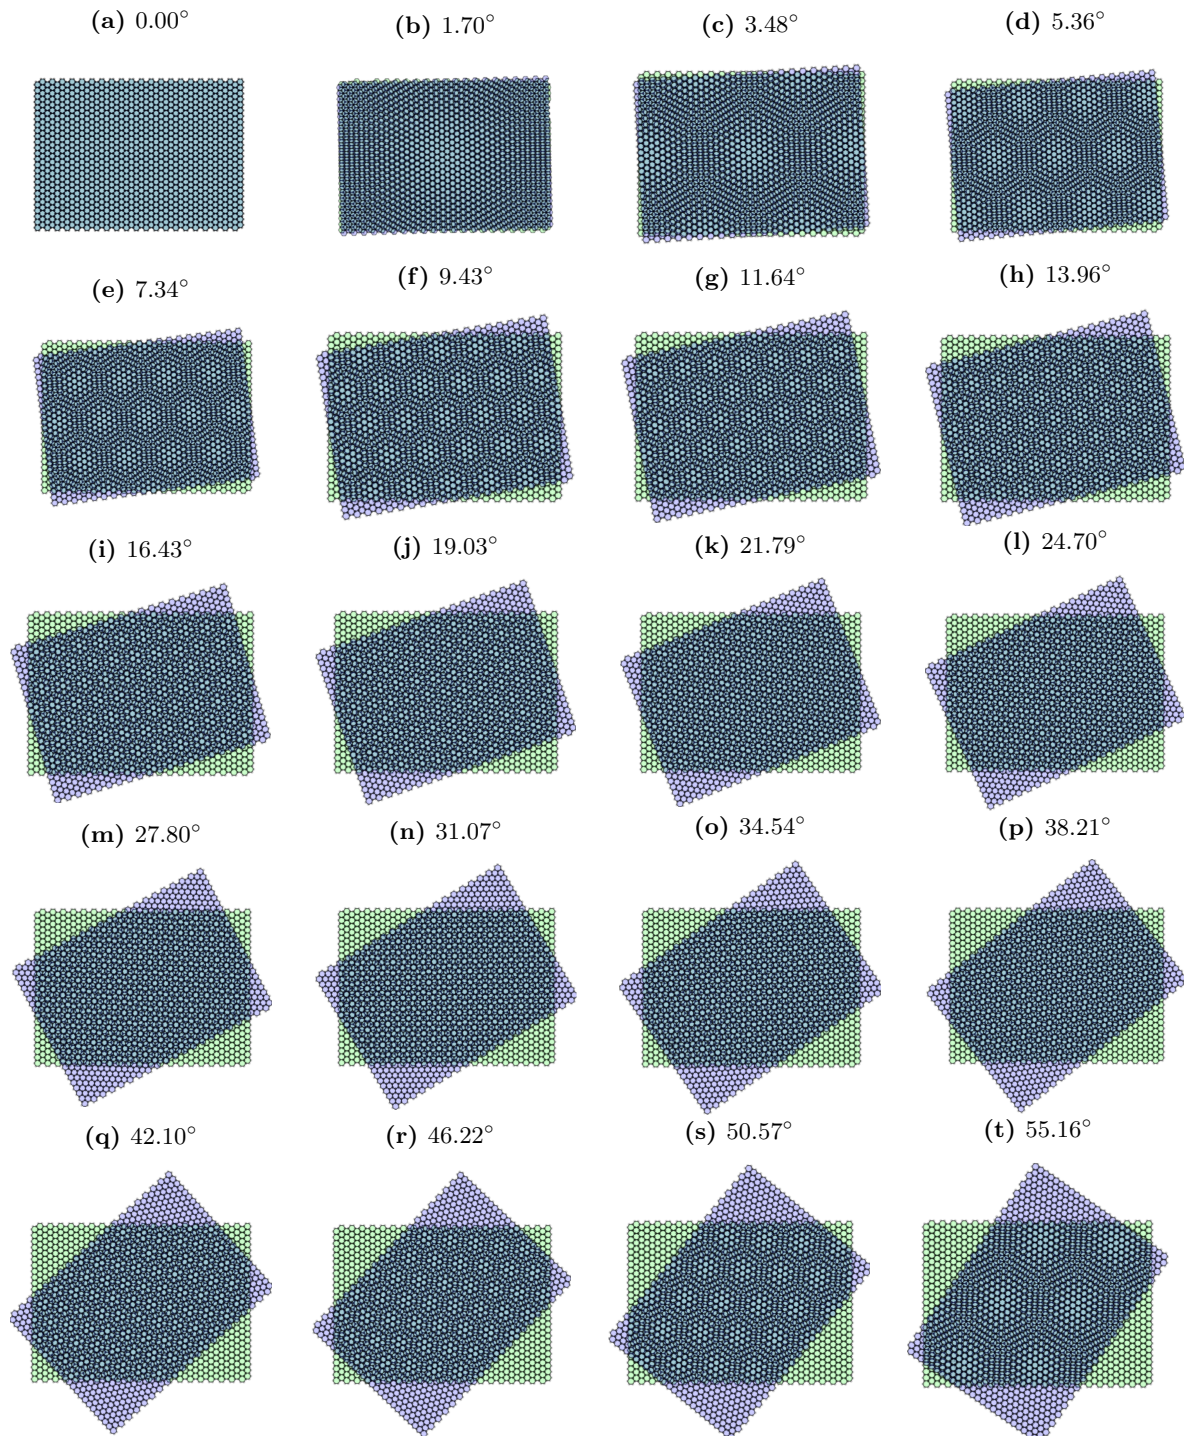 (a) 0.00°
(b) 1.70°
(c) 3.48°
(d) 5.36°
(e) 7.34°
(f) 9.43°
(g) 11.64°
(h) 13.96°
(i) 16.43°
(j) 19.03°
(k) 21.79°
(l) 24.70°
(m) 27.80°
(n) 31.07°
(o) 34.54°
(p) 38.21°
(q) 42.10°
(r) 46.22°
(s) 50.57°
(t) 55.16°